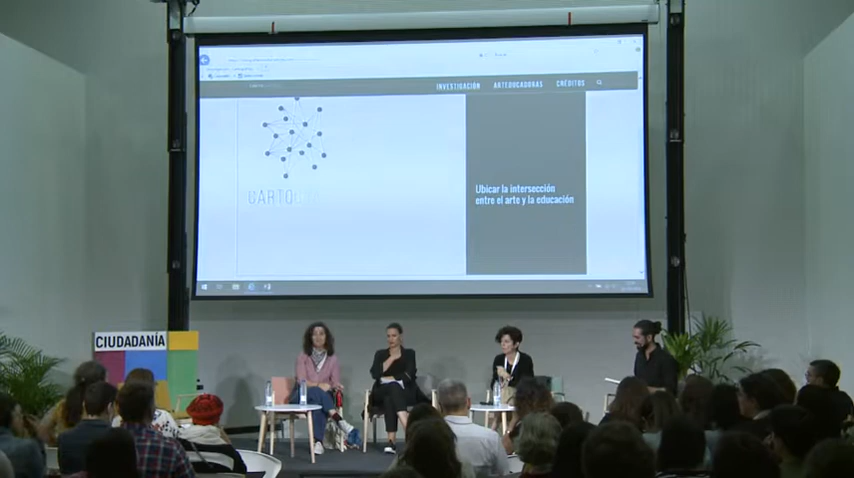 INVESTIGACIÓN ARTEDUCADORAS CRÉDITOS
CARTO
Ubicar la intersección
entre el arte y la educación
CIUDADANÍA